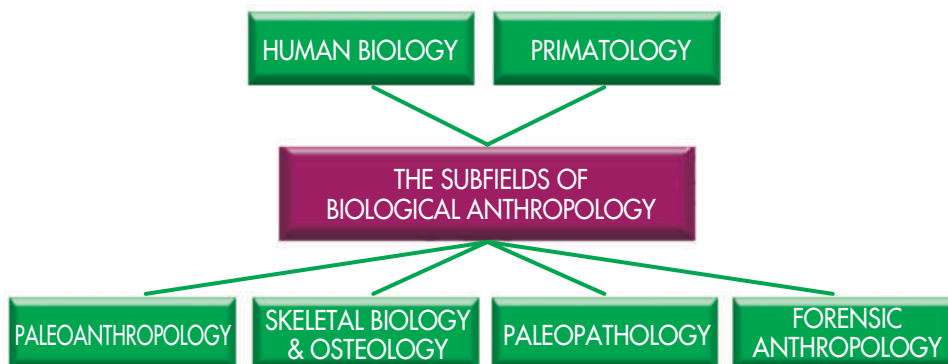 HUMAN BIOLOGY
PRIMATOLOGY
THE SUBFIELDS OF
BIOLOGICAL ANTHROPOLOGY
PALEOANTHROPOLOGY
SKELETAL BIOLOGY
& OSTEOLOGY
PALEOPATHOLOGY
FORENSIC
ANTHROPOLOGY